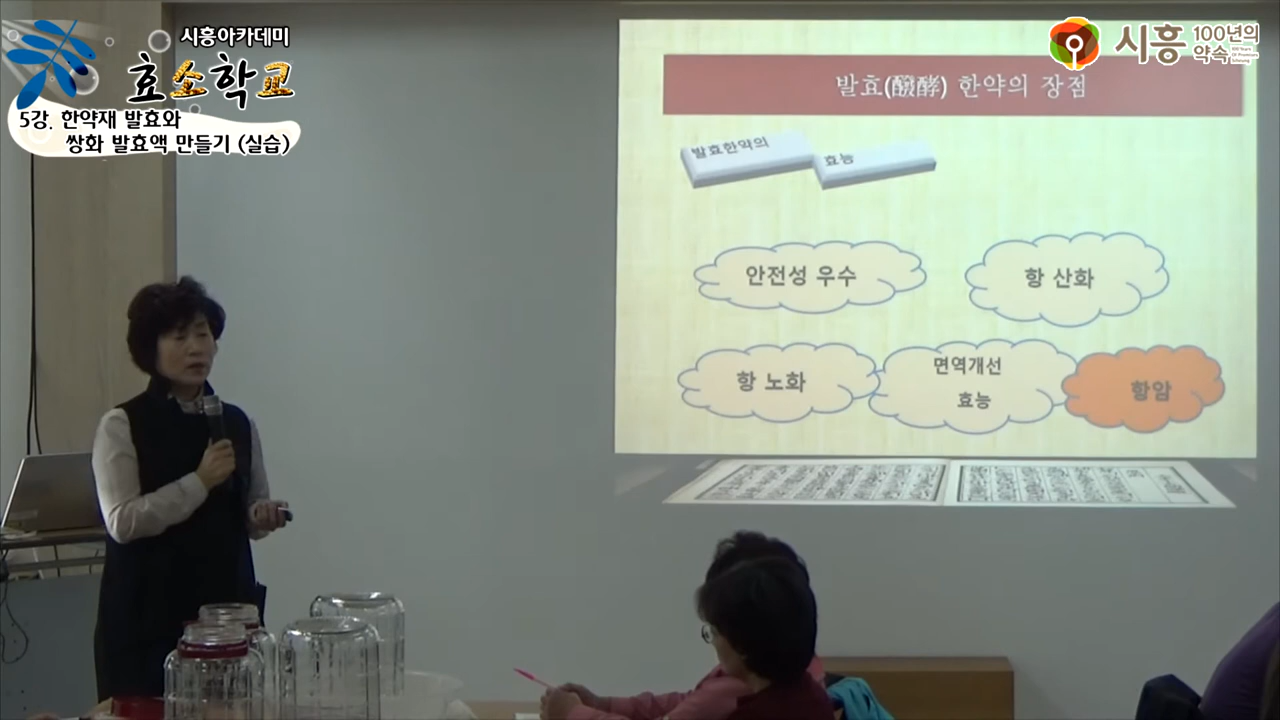 시흥아카데미
효소학교
5강. 한약재 발효와
쌍화 발효액 만들기 (실습)
시흥 100년의
약속
발효(醱酵) 한약의 장점
발효한약의
효능
안전성 우수
항 산화
항 노화
면역개선
효능
항암